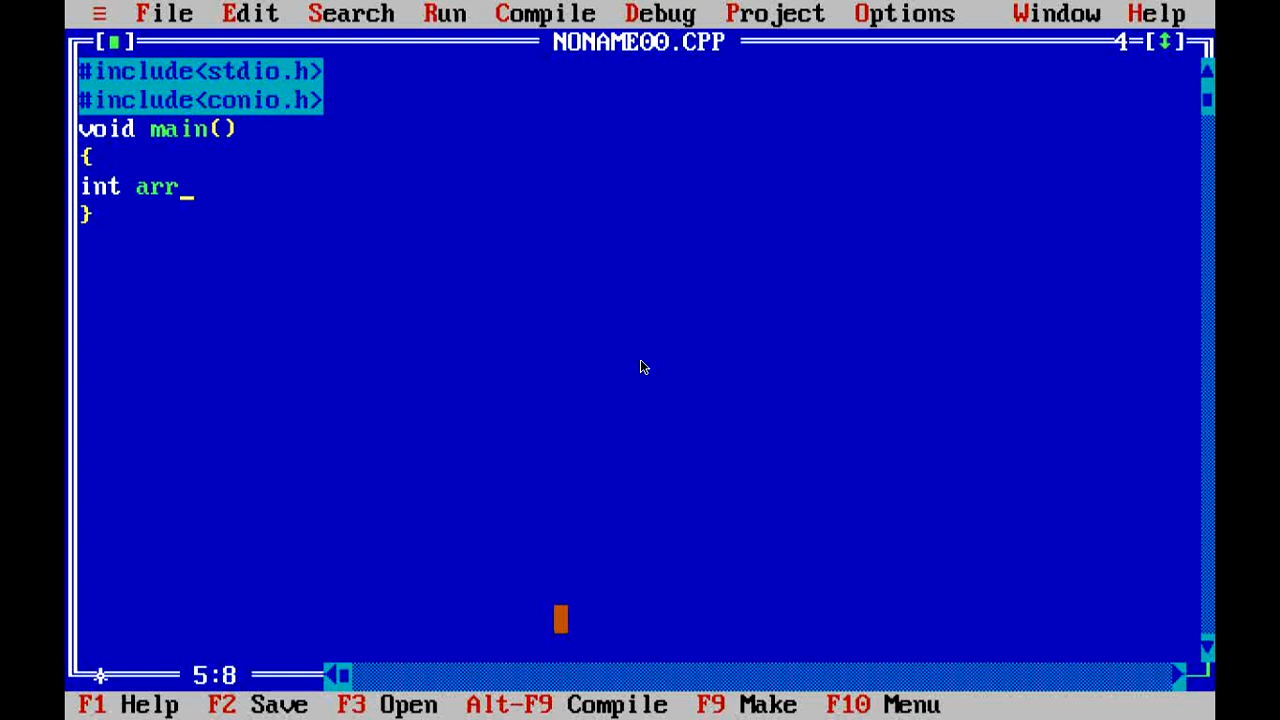 ≡ File Edit Search Run Compile Debug Project Options Window Help
[■] NONAME00.CPP 4=[↕]
#include<stdio.h>
#include<conio.h>
void main()
{
int arr_
}
5:8
F1 Help F2 Save F3 Open Alt-F9 Compile F9 Make F10 Menu